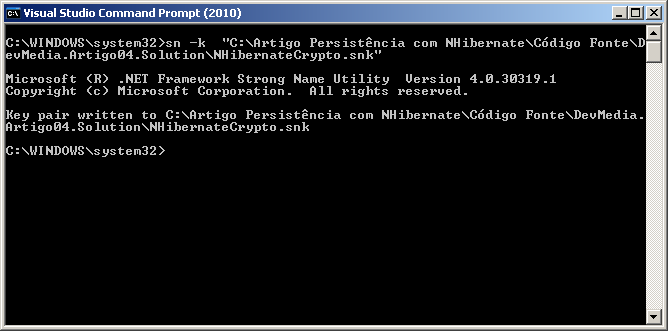 Visual Studio Command Prompt (2010)
C:\WINDOWS\system32>sn -k  "C:\Artigo Persistência com NHibernate\Código Fonte\D
evMedia.Artigo04.Solution\NHibernateCrypto.snk"
Microsoft (R) .NET Framework Strong Name Utility  Version 4.0.30319.1
Copyright (c) Microsoft Corporation.  All rights reserved.
Key pair written to C:\Artigo Persistência com NHibernate\Código Fonte\DevMedia.
Artigo04.Solution\NHibernateCrypto.snk
C:\WINDOWS\system32>